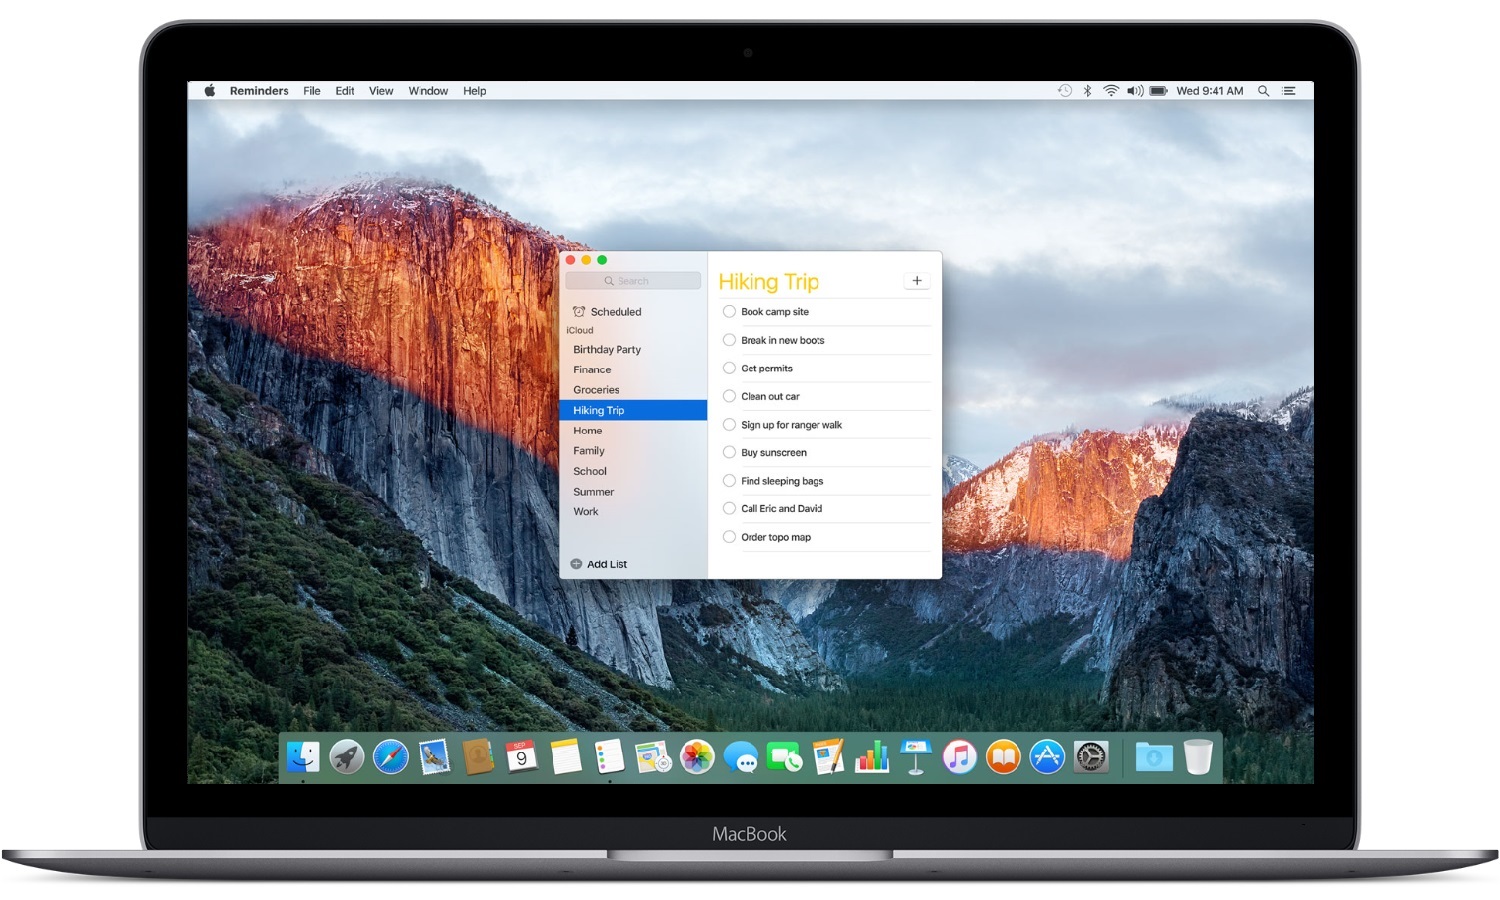 Reminders File Edit View Window Help
Wed 9:41 AM
Search
Scheduled
iCloud
Birthday Party
Finance
Groceries
Hiking Trip
Home
Family
School
Summer
Work
Add List
Hiking Trip
Book camp site
Break in new boots
Get permits
Clean out car
Sign up for ranger walk
Buy sunscreen
Find sleeping bags
Call Eric and David
Order topo map
SEP
9
MacBook